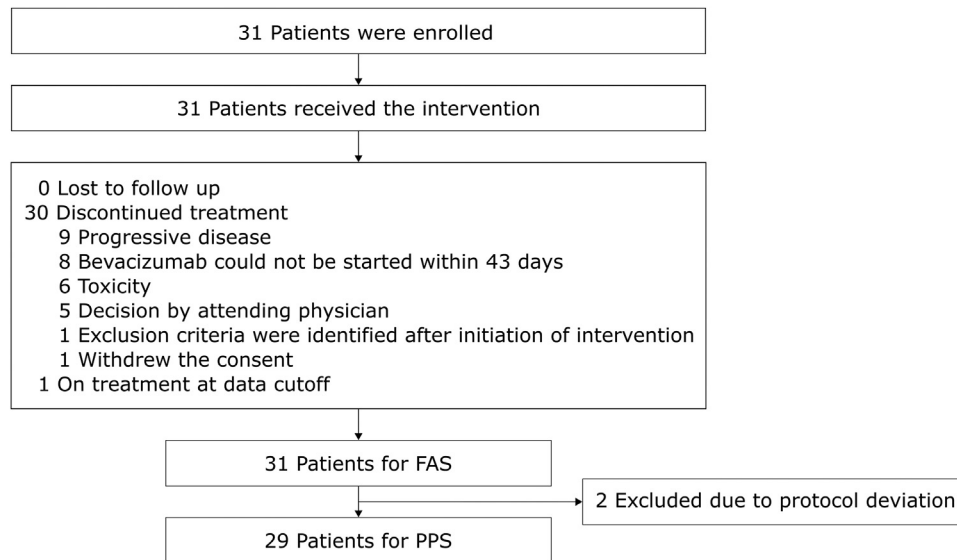 31 Patients were enrolled
31 Patients received the intervention
0 Lost to follow up
30 Discontinued treatment
9 Progressive disease
8 Bevacizumab could not be started within 43 days
6 Toxicity
5 Decision by attending physician
1 Exclusion criteria were identified after initiation of intervention
1 Withdrew the consent
1 On treatment at data cutoff
31 Patients for FAS
2 Excluded due to protocol deviation
29 Patients for PPS